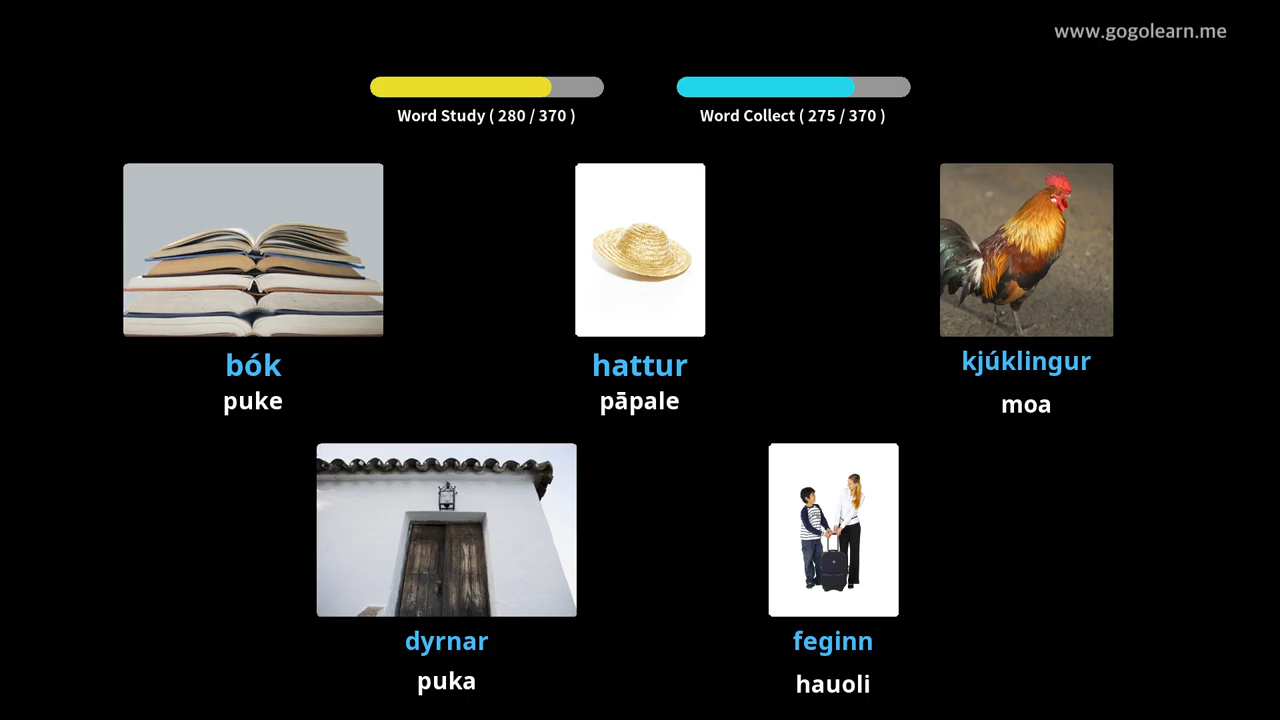 www.gogolearn.me
Word Study ( 280 / 370 )
Word Collect ( 275 / 370 )
bók
puke
hattur
pāpale
kjúklingur
moa
dyrnar
puka
feginn
hauoli